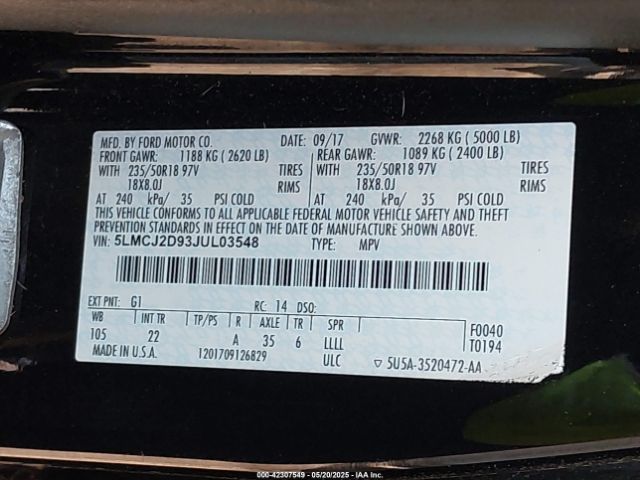 MFD. BY FORD MOTOR CO. DATE: 09/17 GVWR: 2268 KG ( 5000 LB)
FRONT GAWR: 1188 KG ( 2620 LB) REAR GAWR: 1089 KG ( 2400 LB)
WITH 235/50R18 97V TIRES WITH 235/50R18 97V TIRES
18X8.0J RIMS 18X8.0J RIMS
AT 240 kPa/ 35 PSI COLD AT 240 kPa/ 35 PSI COLD
THIS VEHICLE CONFORMS TO ALL APPLICABLE FEDERAL MOTOR VEHICLE SAFETY AND THEFT
PREVENTION STANDARDS IN EFFECT ON THE DATE OF MANUFACTURE SHOWN ABOVE.
VIN: 5LMCJ2D93JUL03548 TYPE: MPV
EXT PNT: G1 RC: 14 DSO:
WB INT TR TP/PS R AXLE TR SPR F0040
105 22 A 35 6 LLLL T0194
MADE IN U.S.A. 1201709126829 ULC ▽ 5U5A-3520472-AA
000-42307549 - 05/20/2025 - IAA Inc.